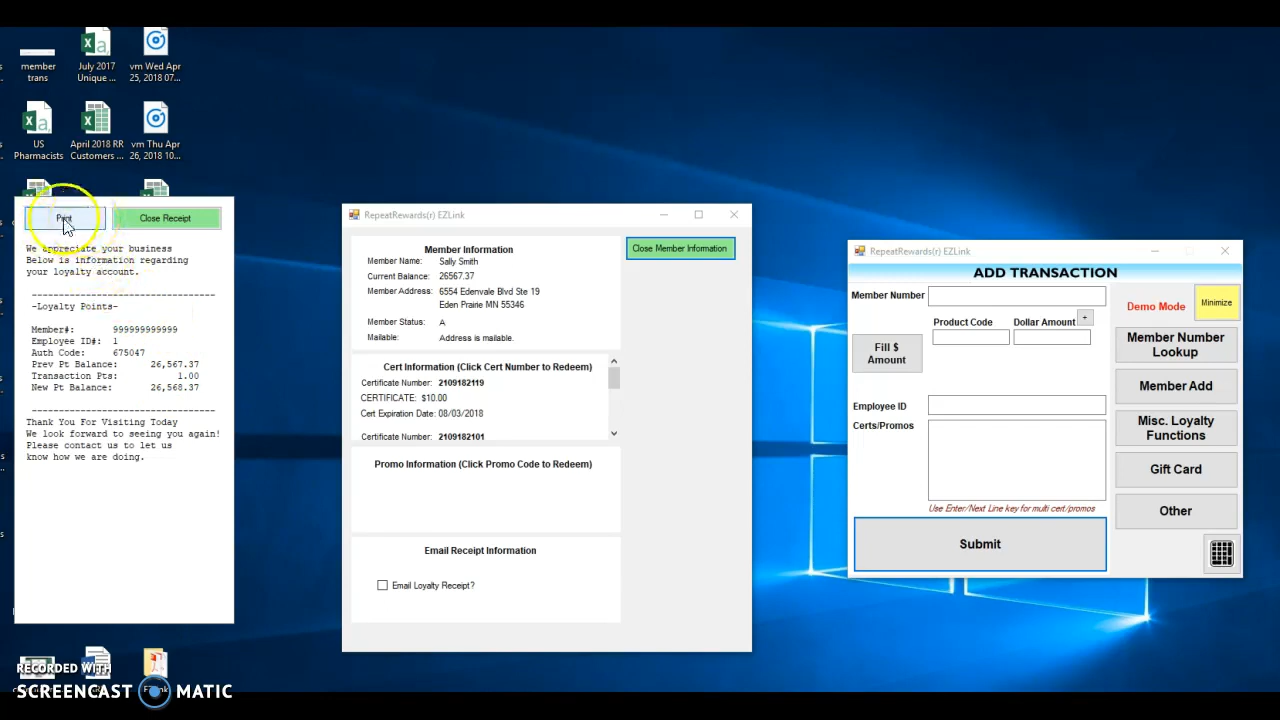 member
trans
July 2017
Unique ...
vm Wed Apr
25, 2018 07...
US
Pharmacists
April 2018 RR
Customers ...
vm Thu Apr
26, 2018 10...
Print
Close Receipt
We appreciate your business
Below is information regarding
your loyalty account.
--------------------------------
-Loyalty Points-
Member#: 999999999999
Employee ID#: 1
Auth Code: 675047
Prev Pt Balance: 26,567.37
Transaction Pts: 1.00
New Pt Balance: 26,568.37
--------------------------------
Thank You For Visiting Today
We look forward to seeing you again!
Please contact us to let us
know how we are doing.
RECORDED WITH
SCREENCAST MATIC
RepeatRewards(r) EZLink
Member Information
Close Member Information
Member Name: Sally Smith
Current Balance: 26567.37
Member Address: 6554 Edenvale Blvd Ste 19
Eden Prairie MN 55346
Member Status: A
Mailable: Address is mailable.
Cert Information (Click Cert Number to Redeem)
Certificate Number: 2109182119
CERTIFICATE: $10.00
Cert Expiration Date: 08/03/2018
Certificate Number: 2109182101
Promo Information (Click Promo Code to Redeem)
Email Receipt Information
Email Loyalty Receipt?
RepeatRewards(r) EZLink
ADD TRANSACTION
Member Number
Demo Mode
Minimize
Product Code
Dollar Amount
+
Fill $
Amount
Member Number
Lookup
Member Add
Employee ID
Certs/Promos
Misc. Loyalty
Functions
Gift Card
Use Enter/Next Line key for multi cert/promos
Other
Submit